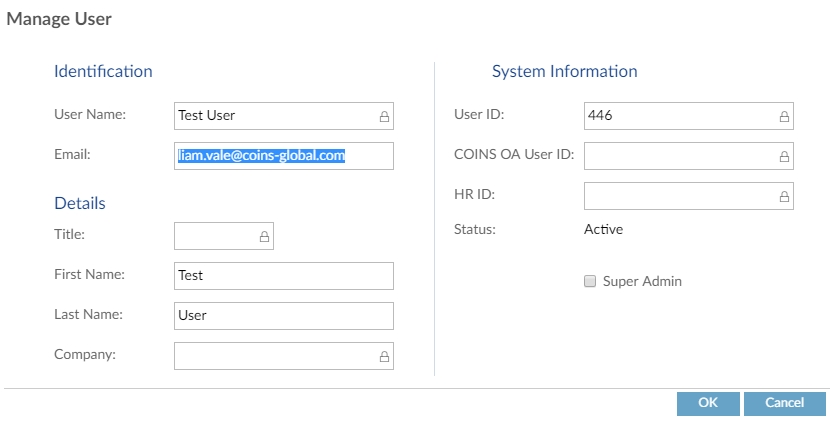 Manage User
Identification
User Name: Test User
Email: liam.vale@coins-global.com
Details
Title:
First Name: Test
Last Name: User
Company:
System Information
User ID: 446
COINS OA User ID:
HR ID:
Status: Active
Super Admin
OK Cancel